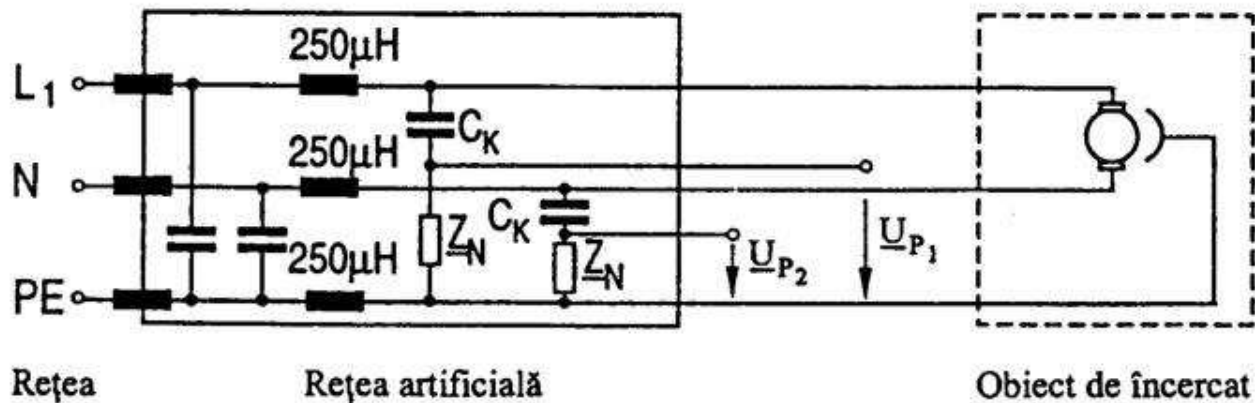 250μH
L1
CK
250μH
N
CK
ZN
250μH
ZN
UP2
UP1
PE
Rețea
Rețea artificială
Obiect de încercat